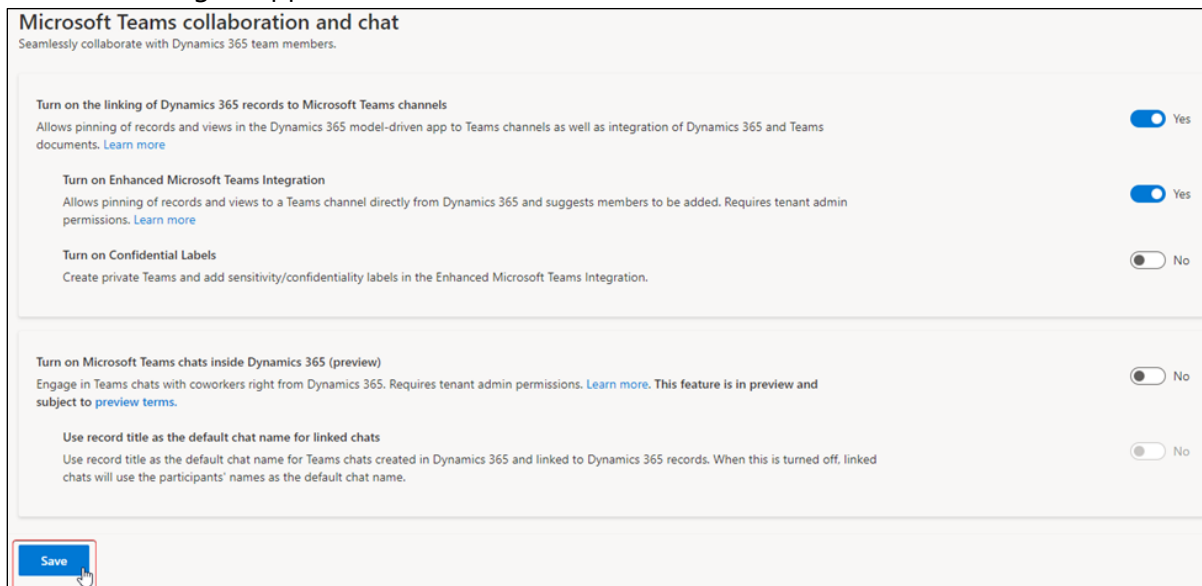 Microsoft Teams collaboration and chat
Seamlessly collaborate with Dynamics 365 team members.
Turn on the linking of Dynamics 365 records to Microsoft Teams channels
Allows pinning of records and views in the Dynamics 365 model-driven app to Teams channels as well as integration of Dynamics 365 and Teams
documents. Learn more
Yes
Turn on Enhanced Microsoft Teams Integration
Allows pinning of records and views to a Teams channel directly from Dynamics 365 and suggests members to be added. Requires tenant admin
permissions. Learn more
Yes
Turn on Confidential Labels
Create private Teams and add sensitivity/confidentiality labels in the Enhanced Microsoft Teams Integration.
No
Turn on Microsoft Teams chats inside Dynamics 365 (preview)
Engage in Teams chats with coworkers right from Dynamics 365. Requires tenant admin permissions. Learn more. This feature is in preview and
subject to preview terms.
No
Use record title as the default chat name for linked chats
Use record title as the default chat name for Teams chats created in Dynamics 365 and linked to Dynamics 365 records. When this is turned off, linked
chats will use the participants' names as the default chat name.
No
Save